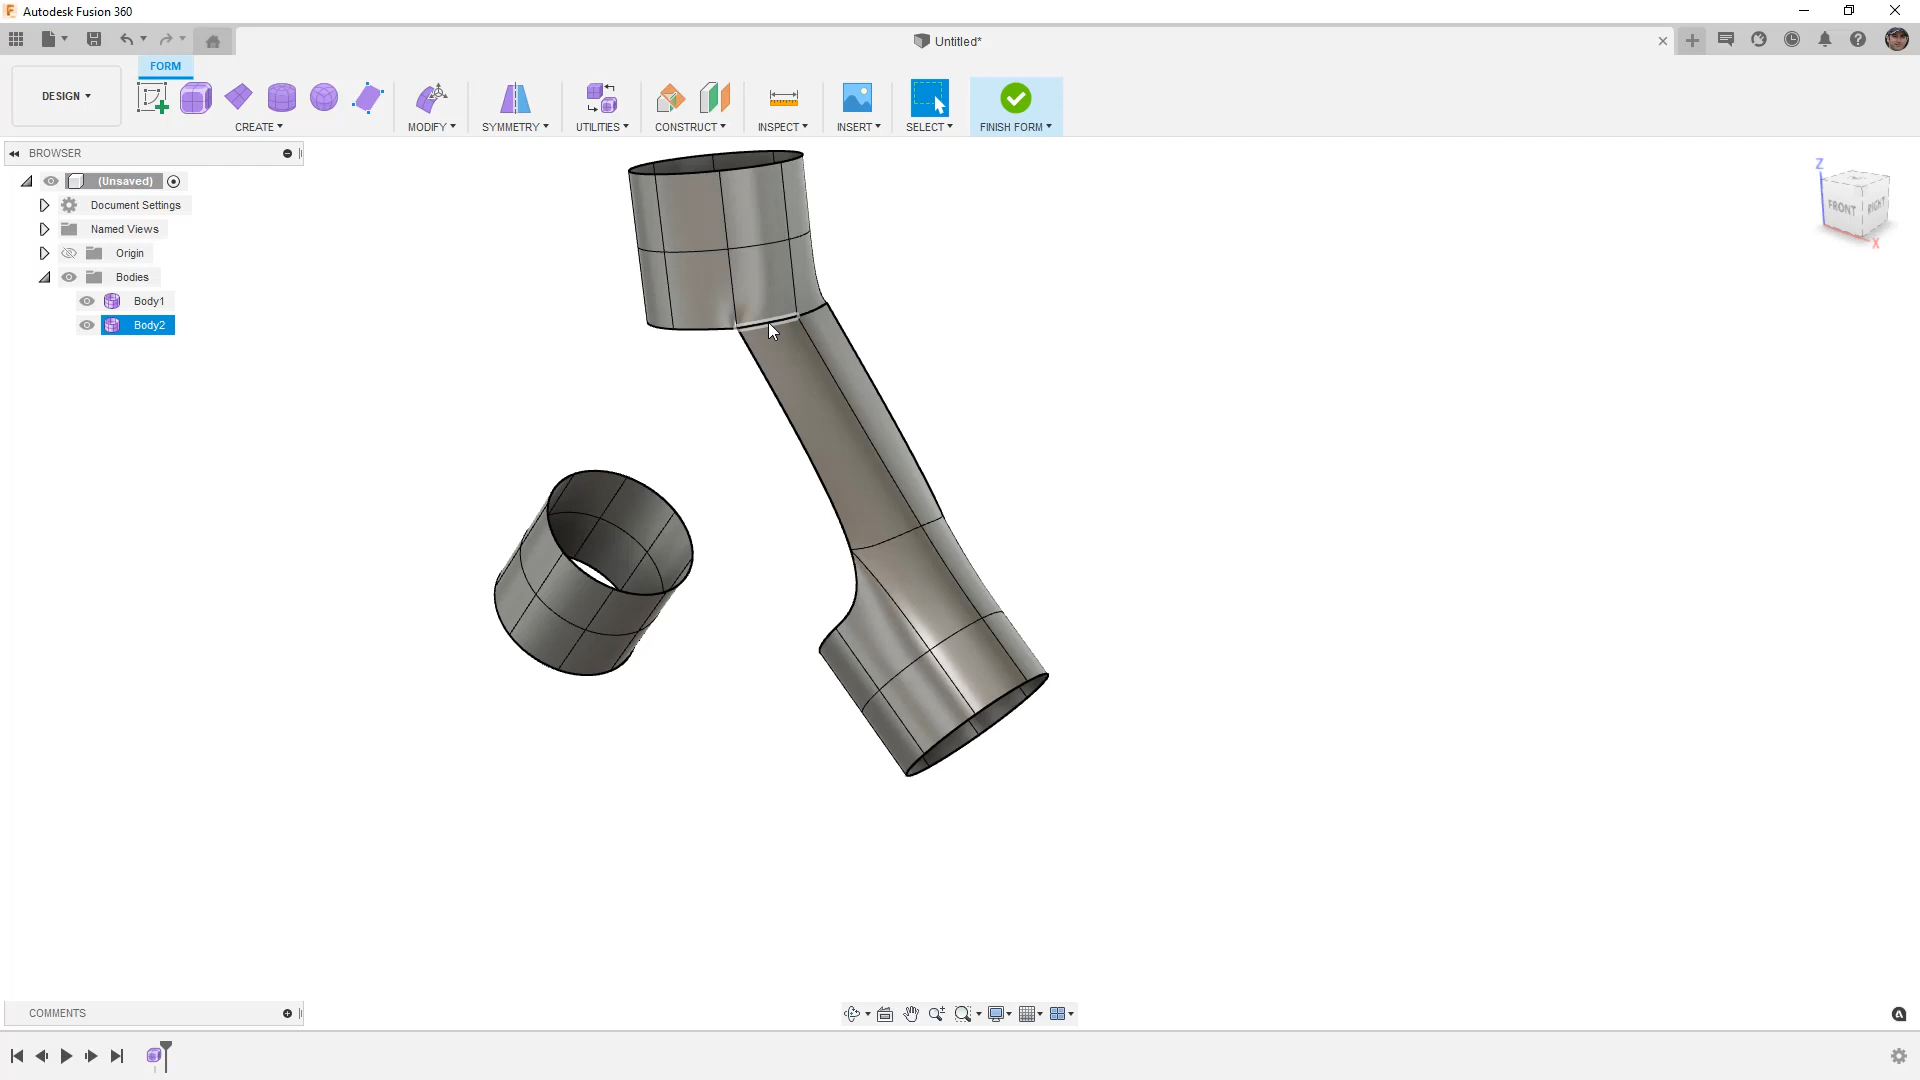 Autodesk Fusion 360
Untitled*
FORM
DESIGN
CREATE
MODIFY
SYMMETRY
UTILITIES
CONSTRUCT
INSPECT
INSERT
SELECT
FINISH FORM
BROWSER
(Unsaved)
Document Settings
Named Views
Origin
Bodies
Body1
Body2
Z
FRONT
RIGHT
X
COMMENTS